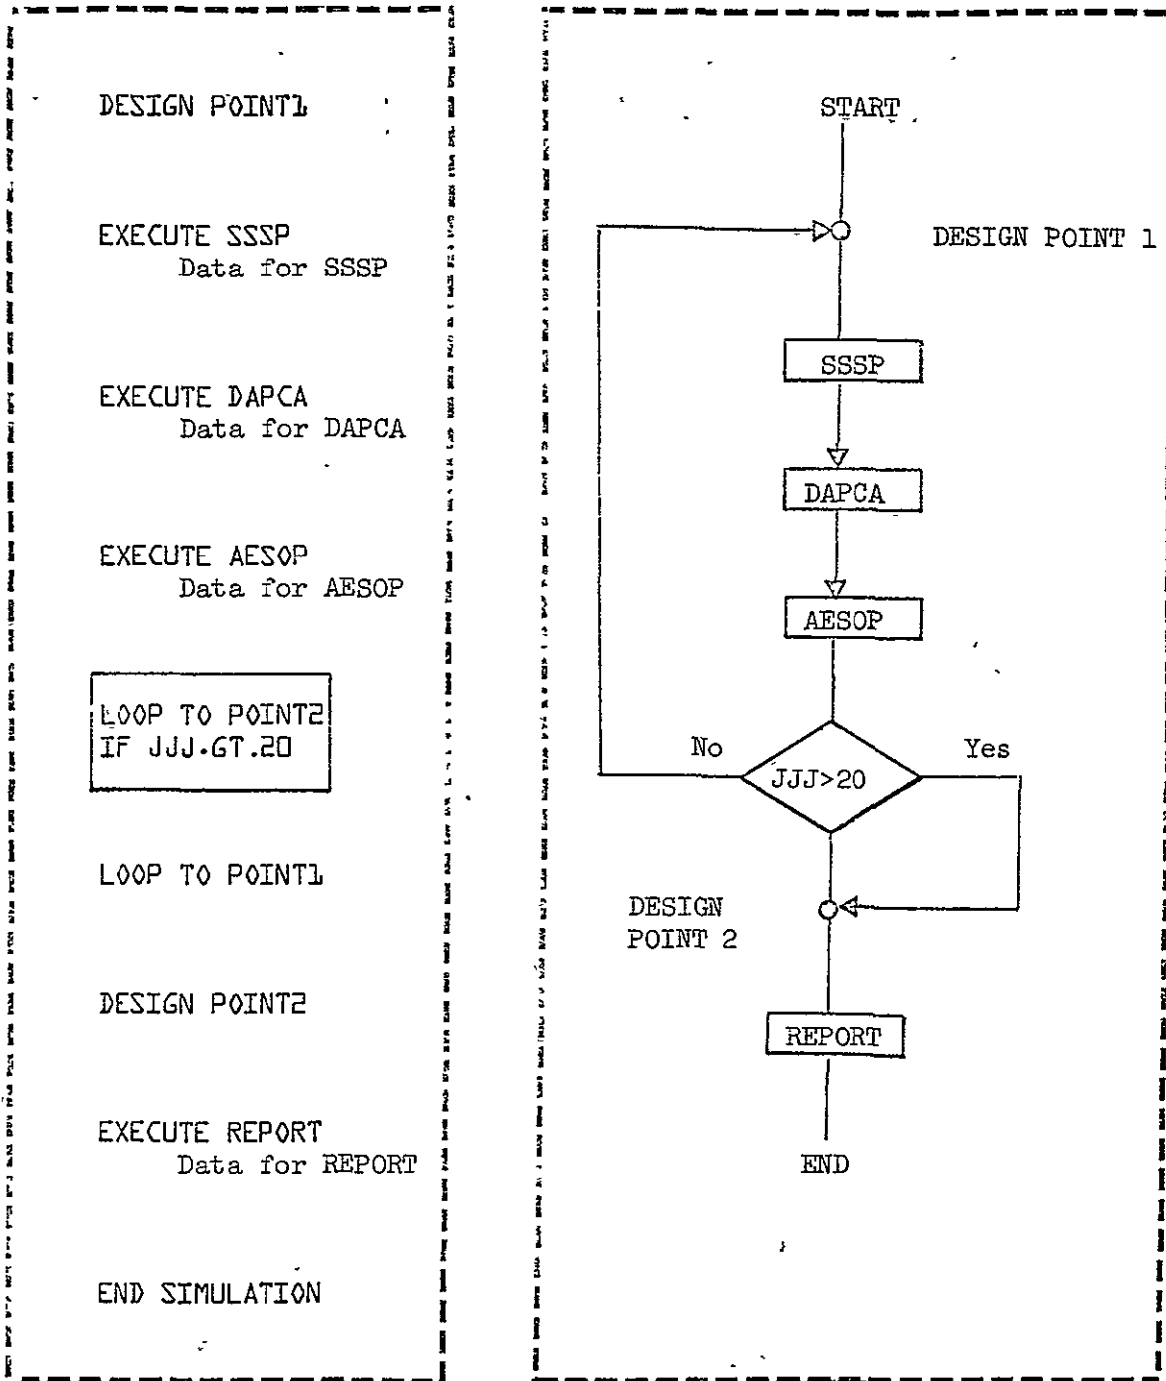 DESIGN POINT1
EXECUTE SSSP
Data for SSSP
EXECUTE DAPCA
Data for DAPCA
EXECUTE AESOP
Data for AESOP
LOOP TO POINT2
IF JJJ.GT.20
LOOP TO POINT1
DESIGN POINT2
EXECUTE REPORT
Data for REPORT
END SIMULATION
START
DESIGN POINT 1
SSSP
DAPCA
AESOP
No
Yes
JJJ>20
DESIGN
POINT 2
REPORT
END